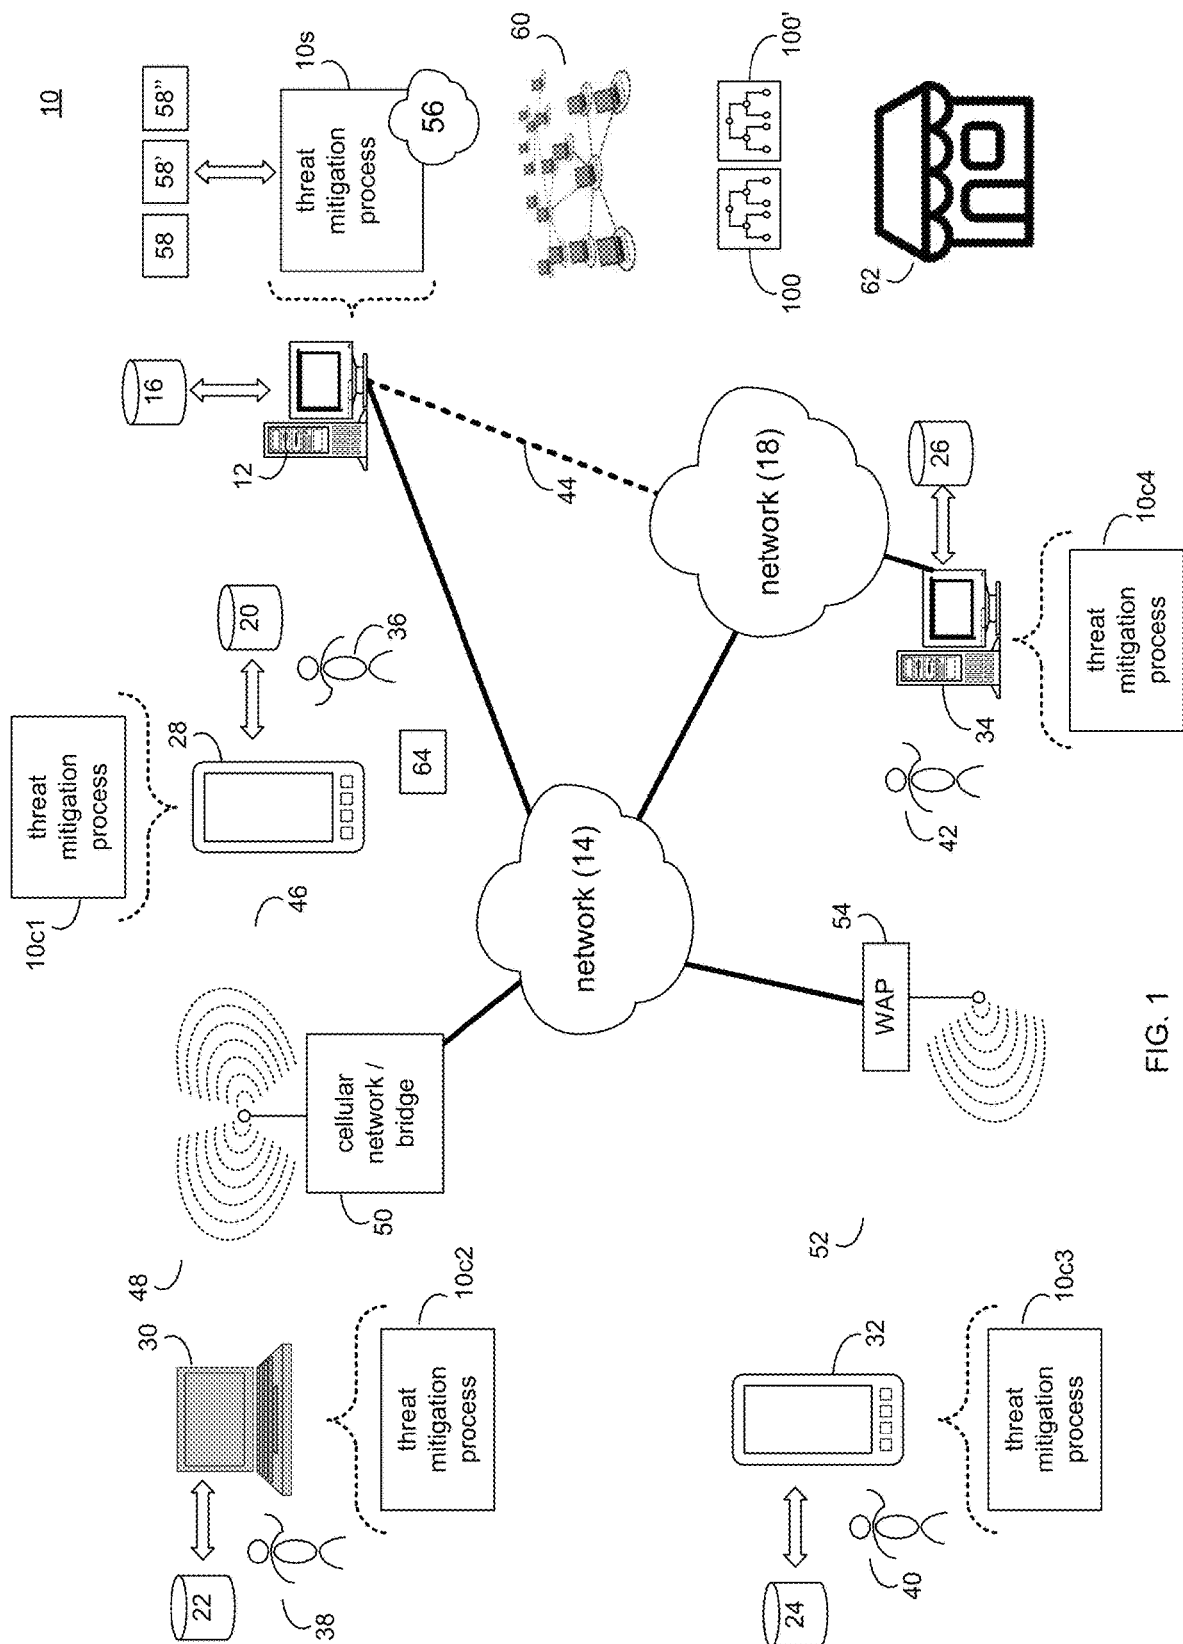 10
10c1
threat
mitigation
process
48
30
16
58
58'
58"
22
28
20
12
10s
threat
mitigation
process
56
38
46
36
cellular
network /
bridge
50
64
threat
mitigation
process
10c2
44
60
network (14)
network (18)
24
52
32
54
WAP
100
100'
62
40
42
26
34
threat
mitigation
process
10c3
threat
mitigation
process
10c4
FIG. 1